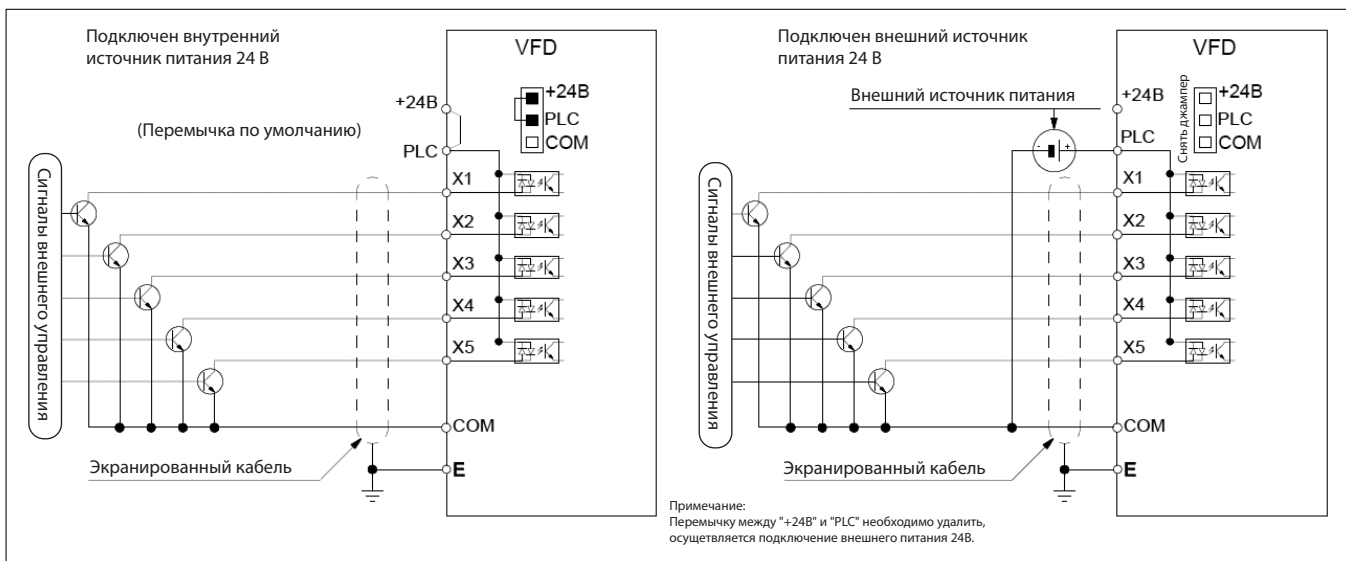 Подключен внутренний
источник питания 24 В
VFD
+24В
PLC
COM
+24В
(Перемычка по умолчанию)
PLC
X1
X2
X3
X4
X5
COM
E
Сигналы внешнего управления
Экранированный кабель
Подключен внешний источник
питания 24 В
VFD
Внешний источник питания
+24В
PLC
Снять джампер
+24В
PLC
COM
- +
X1
X2
X3
X4
X5
COM
E
Сигналы внешнего управления
Экранированный кабель
Примечание:
Перемычку между "+24В" и "PLC" необходимо удалить,
осущетвляется подключение внешнего питания 24В.